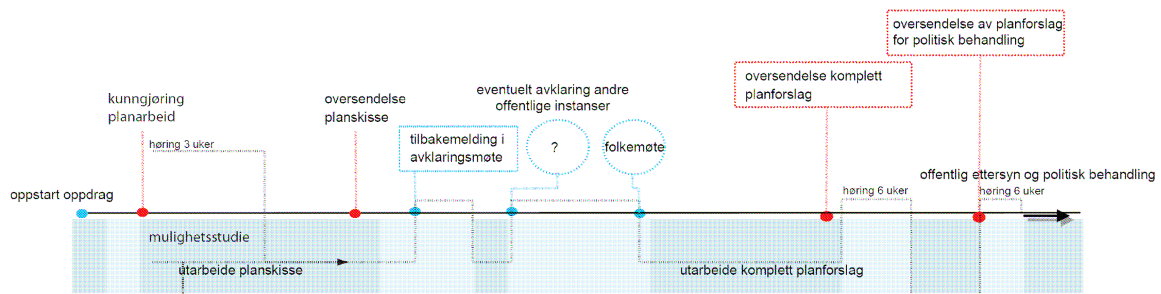 oversendelse av planforslag
for politisk behandling
oversendelse komplett
planforslag
eventuelt avklaring andre
offentlige instanser
kunngjøring
planarbeid
oversendelse
planskisse
tilbakemelding i
avklaringsmøte
?
folkemøte
høring 3 uker
offentlig ettersyn og politisk behandling
høring 6 uker
høring 6 uker
oppstart oppdrag
mulighetsstudie
utarbeide planskisse
utarbeide komplett planforslag